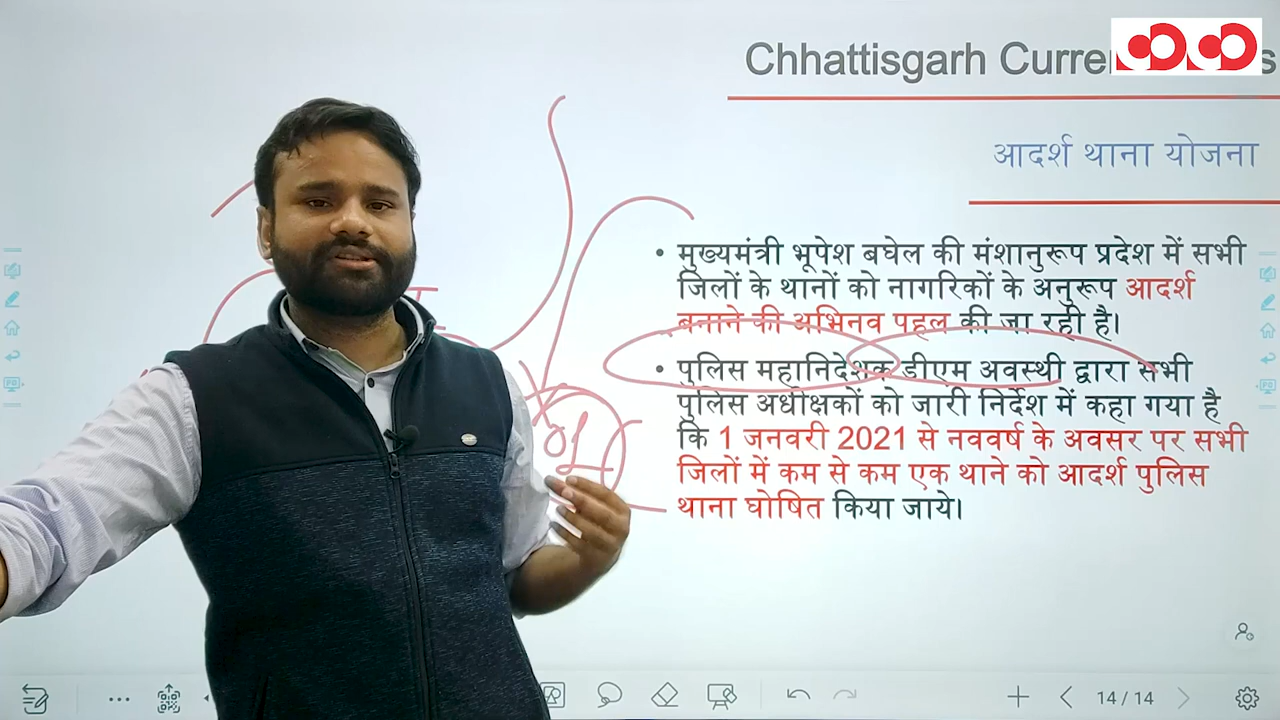 Chhattisgarh Curre
आदर्श थाना योजना
• मुख्यमंत्री भूपेश बघेल की मंशानुरूप प्रदेश में सभी
जिलों के थानों को नागरिकों के अनुरूप आदर्श
बनाने की अभिनव पहल की जा रही है।
• पुलिस महानिदेशक डीएम अवस्थी द्वारा सभी
पुलिस अधीक्षकों को जारी निर्देश में कहा गया है
कि 1 जनवरी 2021 से नववर्ष के अवसर पर सभी
जिलों में कम से कम एक थाने को आदर्श पुलिस
थाना घोषित किया जाये।
14 / 14